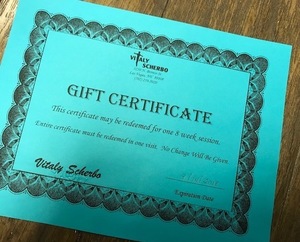 VITALY
SCHERBO
GIFT CERTIFICATE
This certificate may be redeemed for one 8 week session.
Entire certificate must be redeemed in one visit. No Change Will Be Given
Vitaly Scherbo
Expiration Date